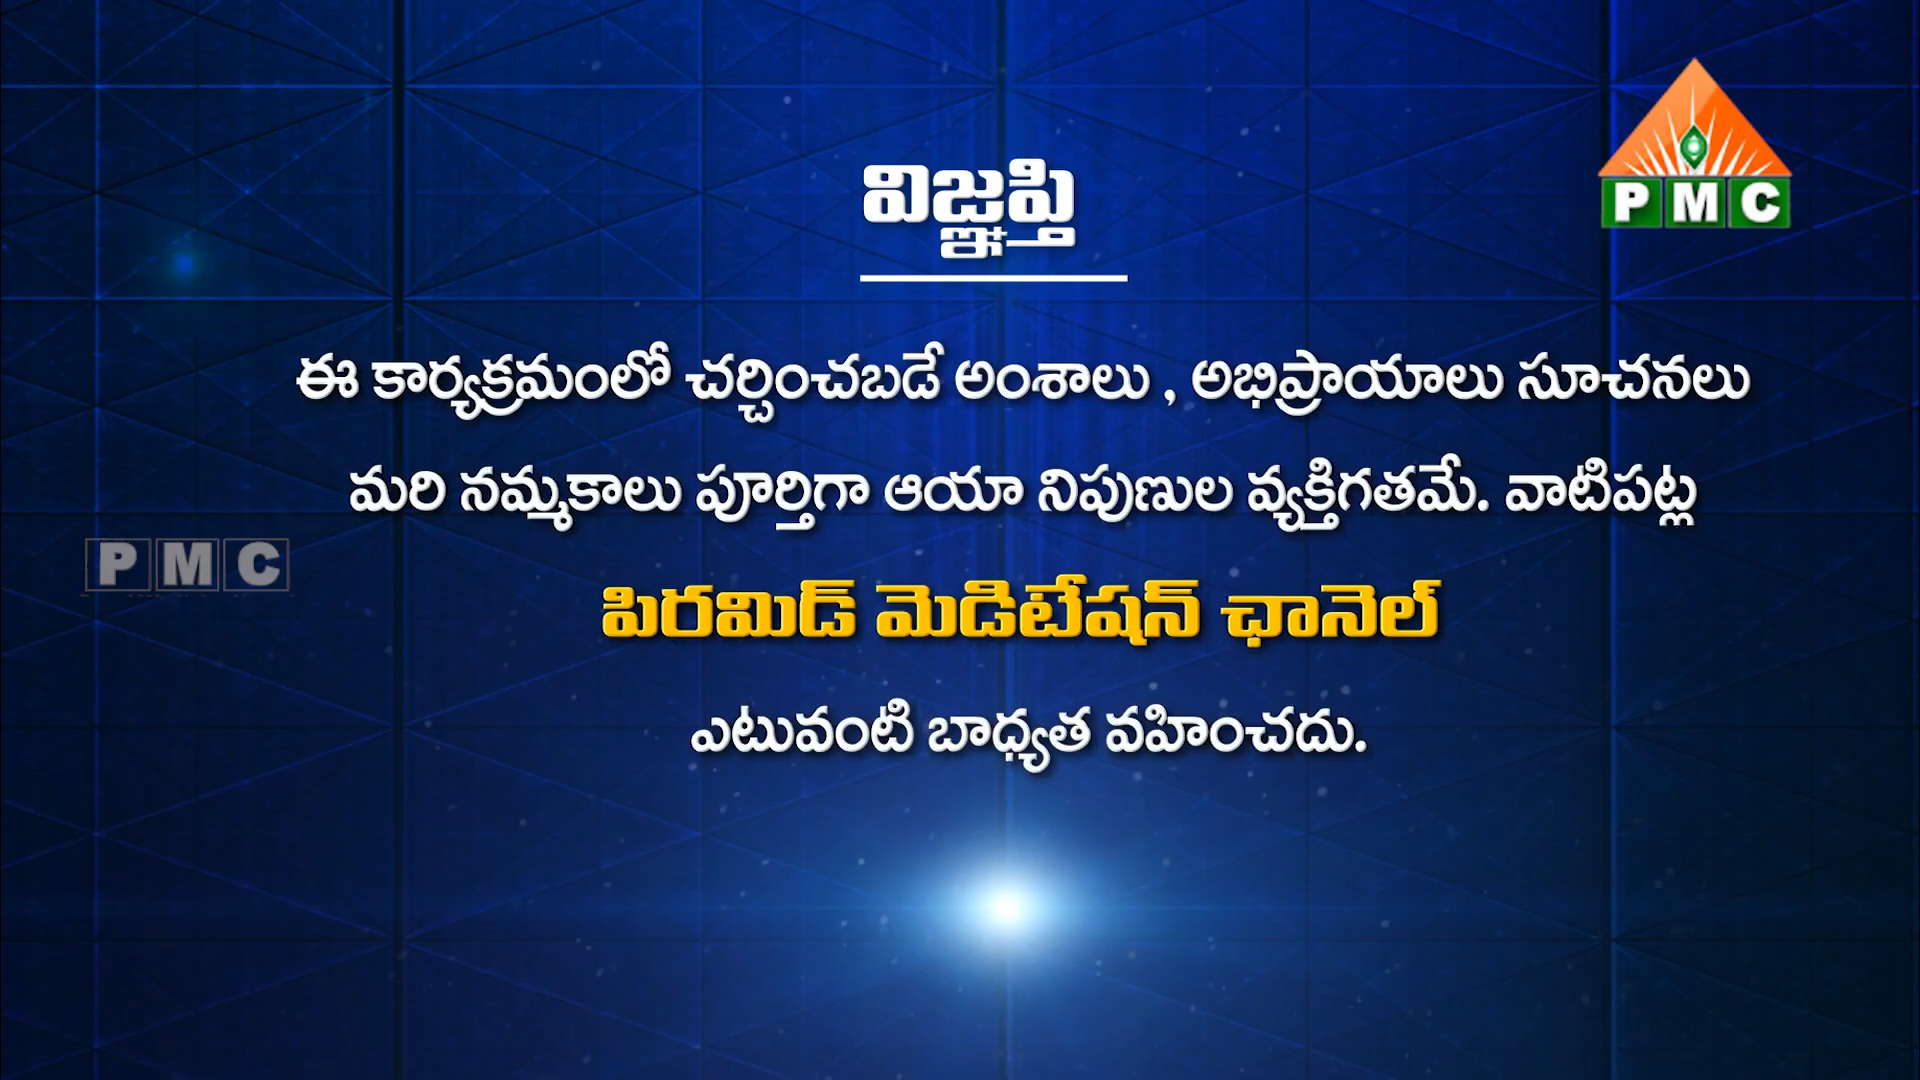 విజ్ఞప్తి
PMC
ఈ కార్యక్రమంలో చర్చించబడే అంశాలు , అభిప్రాయాలు సూచనలు
మరి నమ్మకాలు పూర్తిగా ఆయా నిపుణుల వ్యక్తిగతమే. వాటిపట్ల
PMC
పిరమిడ్ మెడిటేషన్ ఛానెల్
ఎటువంటి బాధ్యత వహించదు.